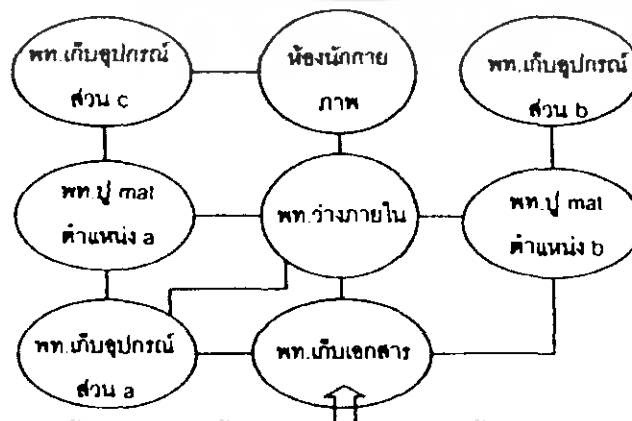 พท.เก็บอุปกรณ์
ส่วน c
ห้องนักกาย
ภาพ
พท.เก็บอุปกรณ์
ส่วน b
พท.ปู mat
ตำแหน่ง a
พท.ว่างภายใน
พท.ปู mat
ตำแหน่ง b
พท.เก็บอุปกรณ์
ส่วน a
พท.เก็บเอกสาร